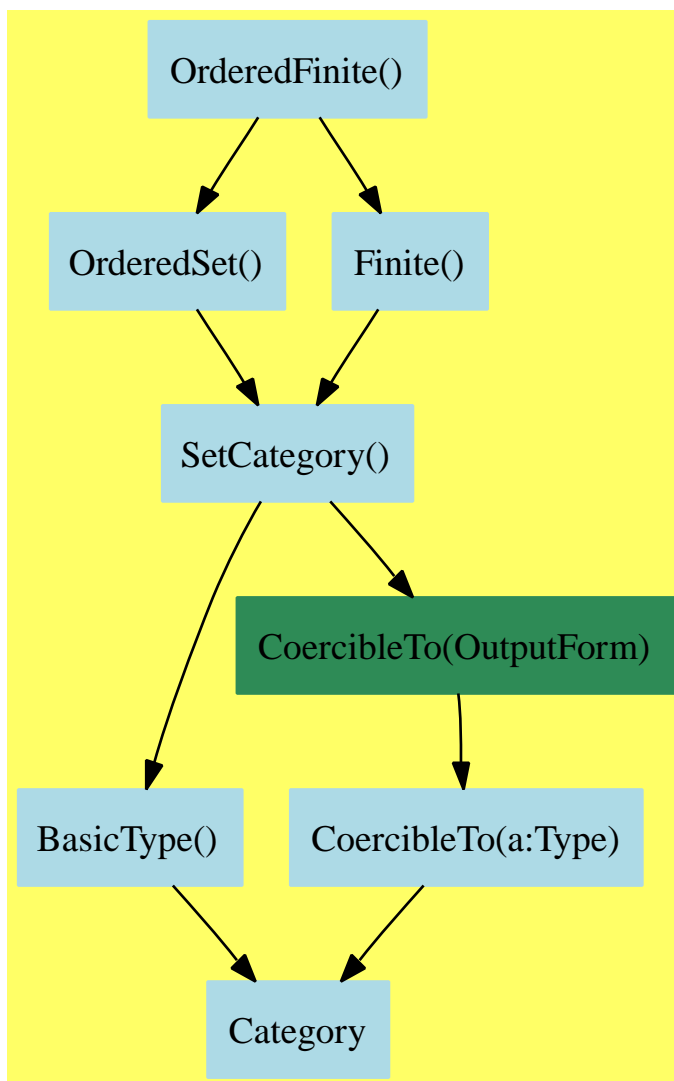 OrderedFinite()
OrderedSet()
Finite()
SetCategory()
CoercibleTo(OutputForm)
BasicType()
CoercibleTo(a:Type)
Category